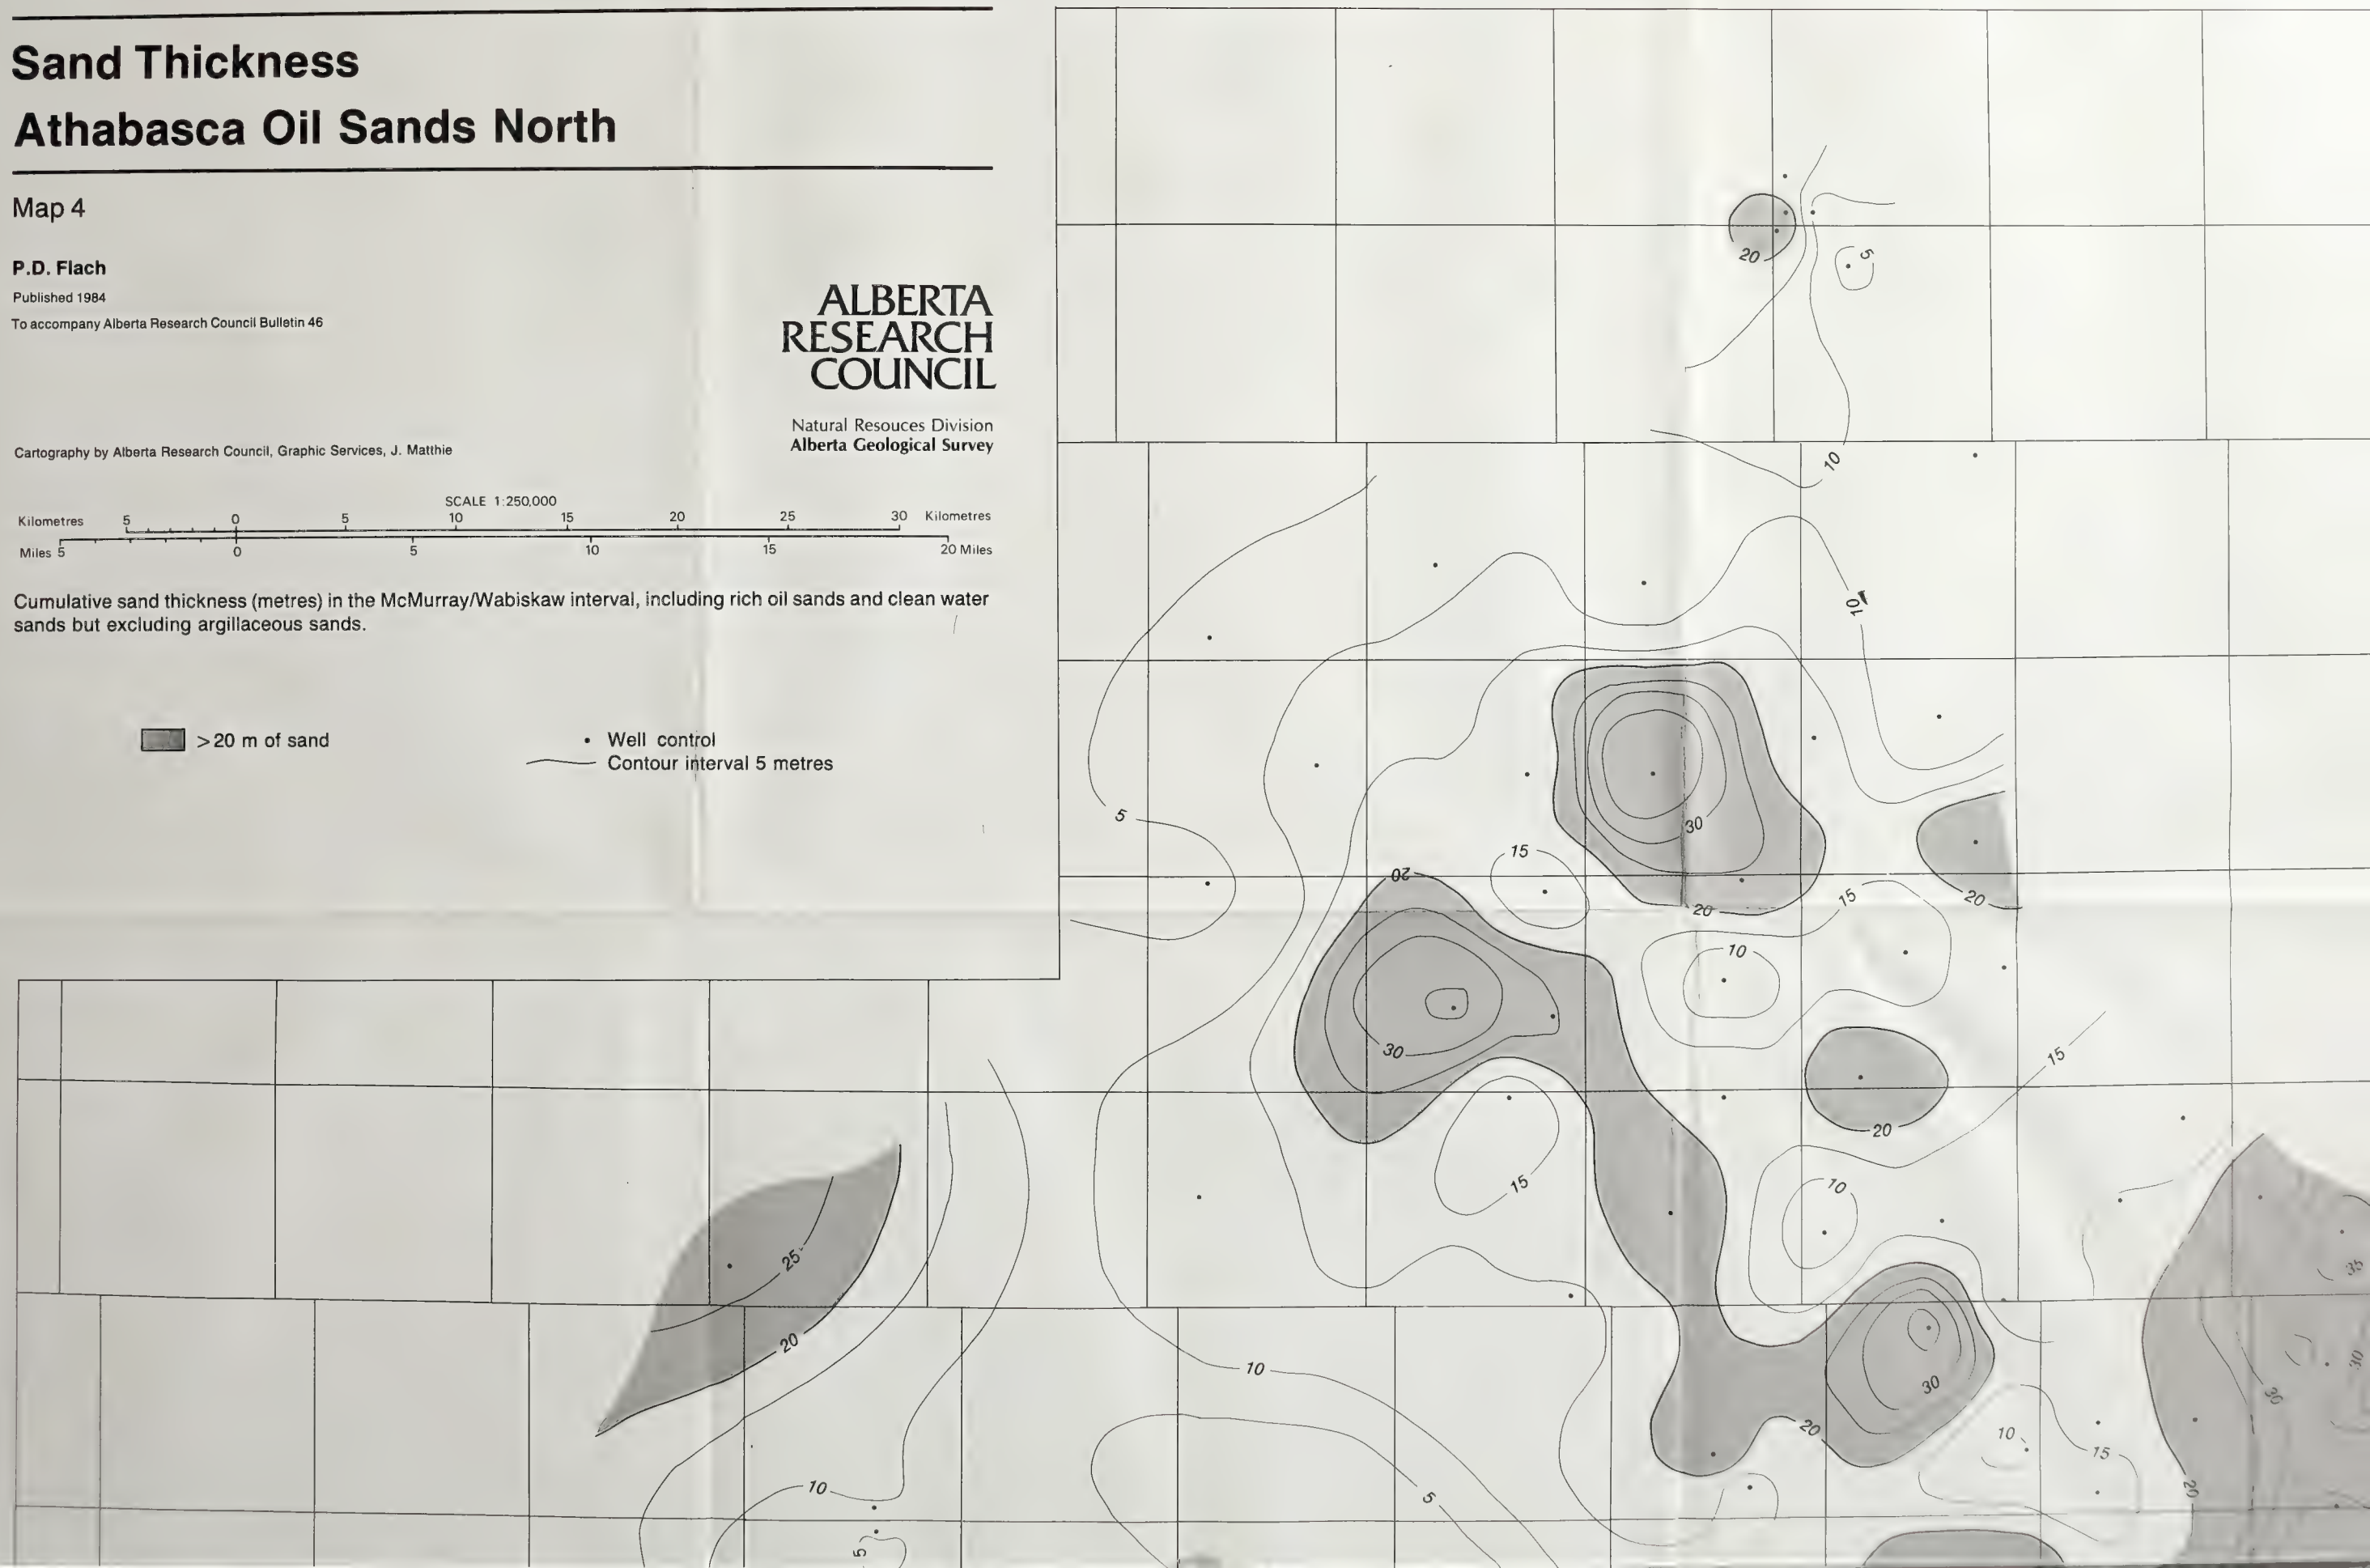 Sand Thickness
Athabasca Oil Sands North
Map 4
P.D. Flach
Published 1984
To accompany Alberta Research Council Bulletin 46
ALBERTA
RESEARCH
COUNCIL
Natural Resouces Division
Alberta Geological Survey
Cartography by Alberta Research Council, Graphic Services, J. Matthie
SCALE 1:250,000
Kilometres 5 0 5 10 15 20 25 30 Kilometres
Miles 5 0 5 10 15 20 Miles
Cumulative sand thickness (metres) in the McMurray/Wabiskaw interval, including rich oil sands and clean water
sands but excluding argillaceous sands.
>20 m of sand
Well control
Contour interval 5 metres
20
5
10
10
5
30
15
20
20
15
20
10
30
15
20
15
10
25
35
20
10
30
30
30
20
10
15
10
5
20
5